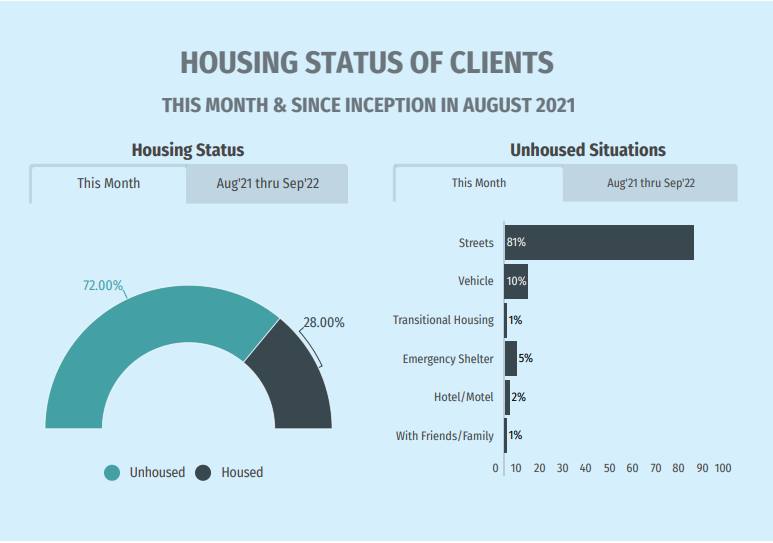 HOUSING STATUS OF CLIENTS
THIS MONTH & SINCE INCEPTION IN AUGUST 2021
Housing Status
This Month
Aug'21 thru Sep'22
72.00%
28.00%
Unhoused
Housed
Unhoused Situations
This Month
Aug'21 thru Sep'22
Streets 81%
Vehicle 10%
Transitional Housing 1%
Emergency Shelter 5%
Hotel/Motel 2%
With Friends/Family 1%
0 10 20 30 40 50 60 70 80 90 100